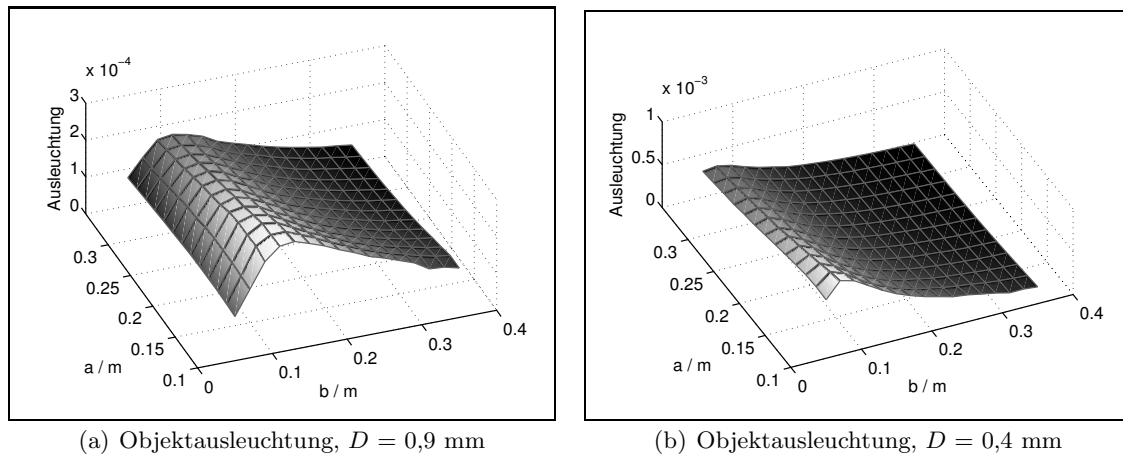 x 10⁻⁴
3
2
1
0
Ausleuchtung
0.3
0.25
0.2
0.15
0.1
a / m
0
0.1
0.2
0.3
0.4
b / m
(a) Objektausleuchtung, D = 0,9 mm
x 10⁻³
1
0.5
0
Ausleuchtung
0.3
0.25
0.2
0.15
0.1
a / m
0
0.1
0.2
0.3
0.4
b / m
(b) Objektausleuchtung, D = 0,4 mm